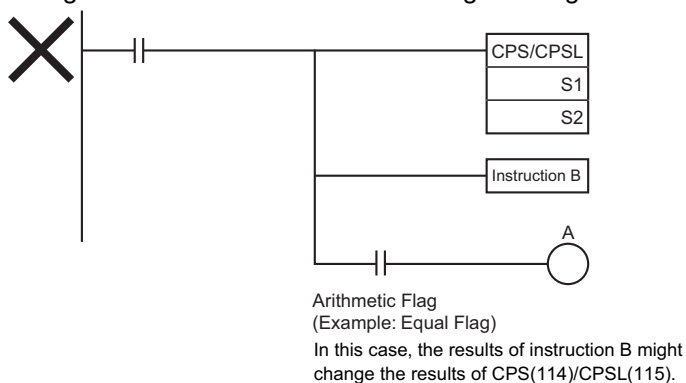 CPS/CPSL
S1
S2
Instruction B
A
Arithmetic Flag
(Example: Equal Flag)
In this case, the results of instruction B might
change the results of CPS(114)/CPSL(115).